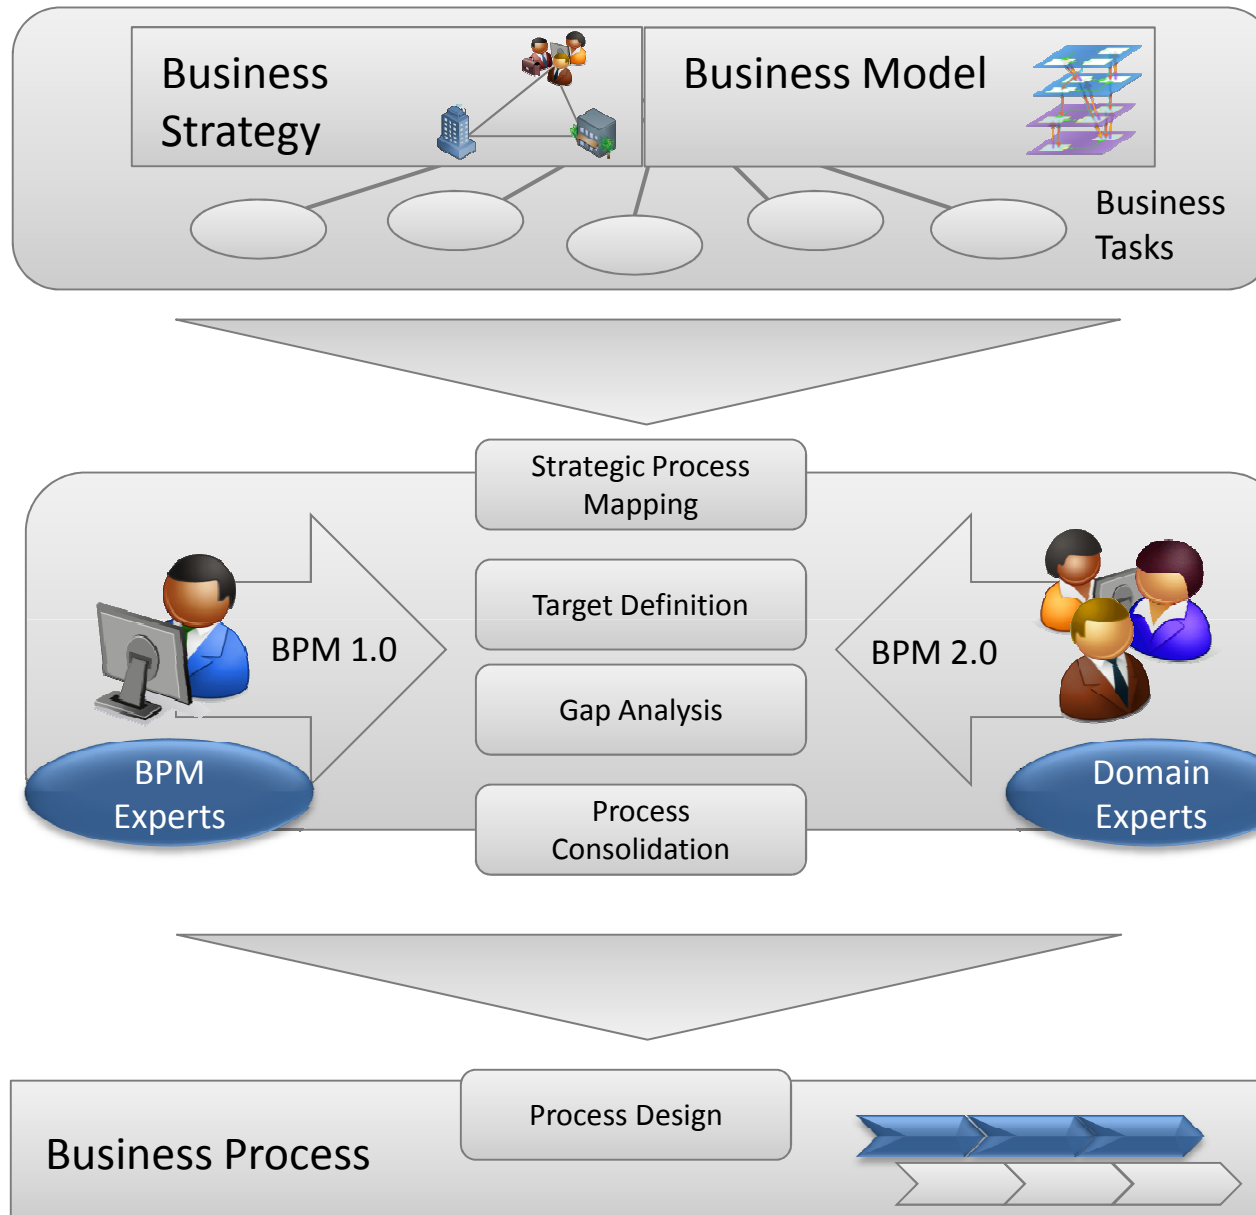 Business
Strategy
Business Model
Business
Tasks
Strategic Process
Mapping
Target Definition
BPM 1.0
BPM 2.0
Gap Analysis
BPM
Experts
Domain
Experts
Process
Consolidation
Process Design
Business Process